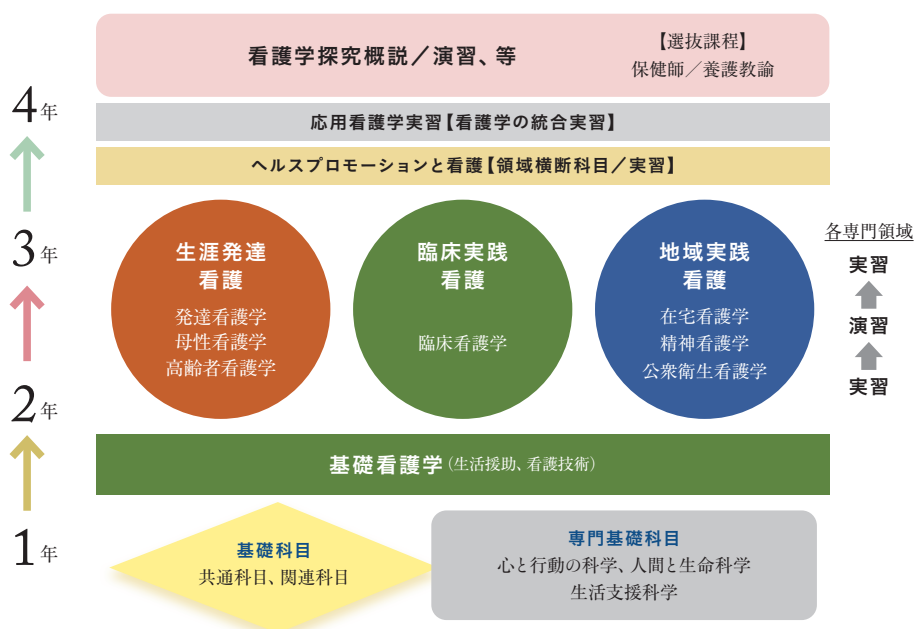 看護学探究概説／演習、等
【選抜課程】
保健師／養護教諭
4年
応用看護学実習【看護学の統合実習】
ヘルスプロモーションと看護【領域横断科目／実習】
3年
生涯発達
看護
発達看護学
母性看護学
高齢者看護学
臨床実践
看護
臨床看護学
地域実践
看護
在宅看護学
精神看護学
公衆衛生看護学
各専門領域
実習
演習
実習
2年
基礎看護学（生活援助、看護技術）
1年
基礎科目
共通科目、関連科目
専門基礎科目
心と行動の科学、人間と生命科学
生活支援科学